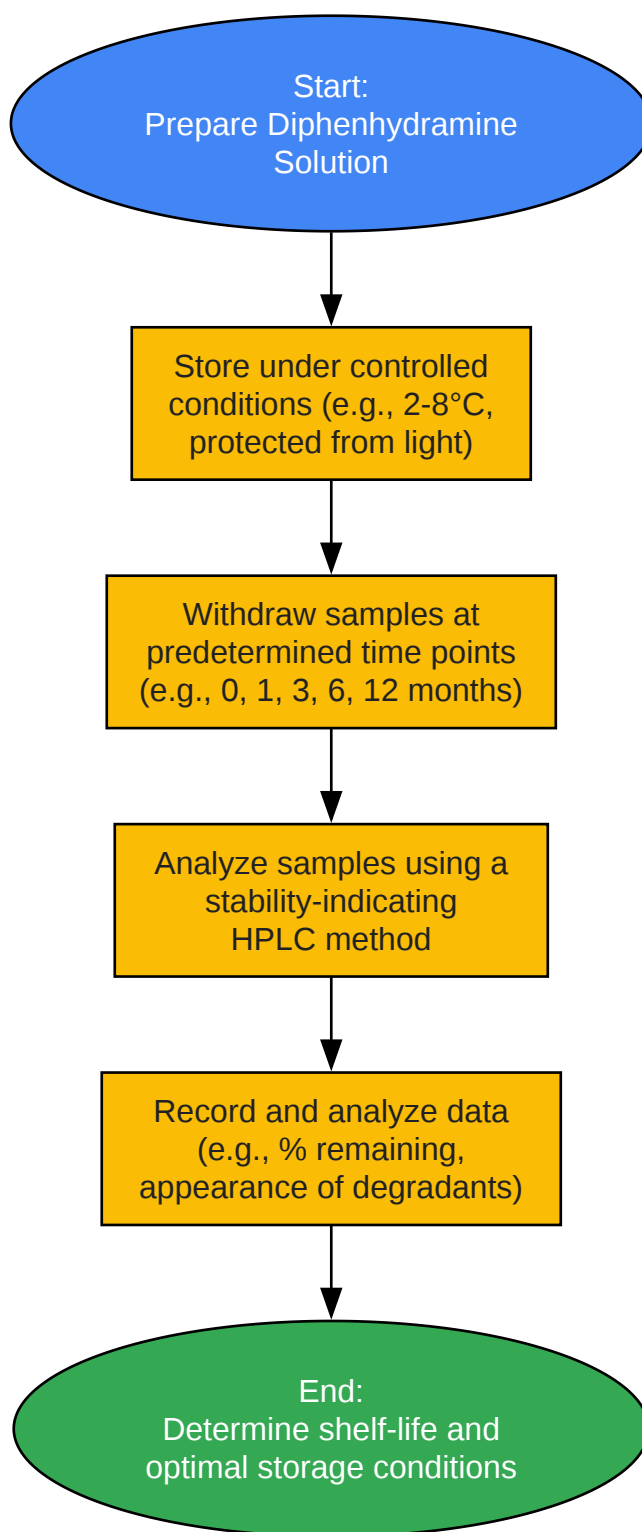 Start:
Prepare Diphenhydramine
Solution
Store under controlled
conditions (e.g., 2-8°C,
protected from light)
Withdraw samples at
predetermined time points
(e.g., 0, 1, 3, 6, 12 months)
Analyze samples using a
stability-indicating
HPLC method
Record and analyze data
(e.g., % remaining,
appearance of degradants)
End:
Determine shelf-life and
optimal storage conditions